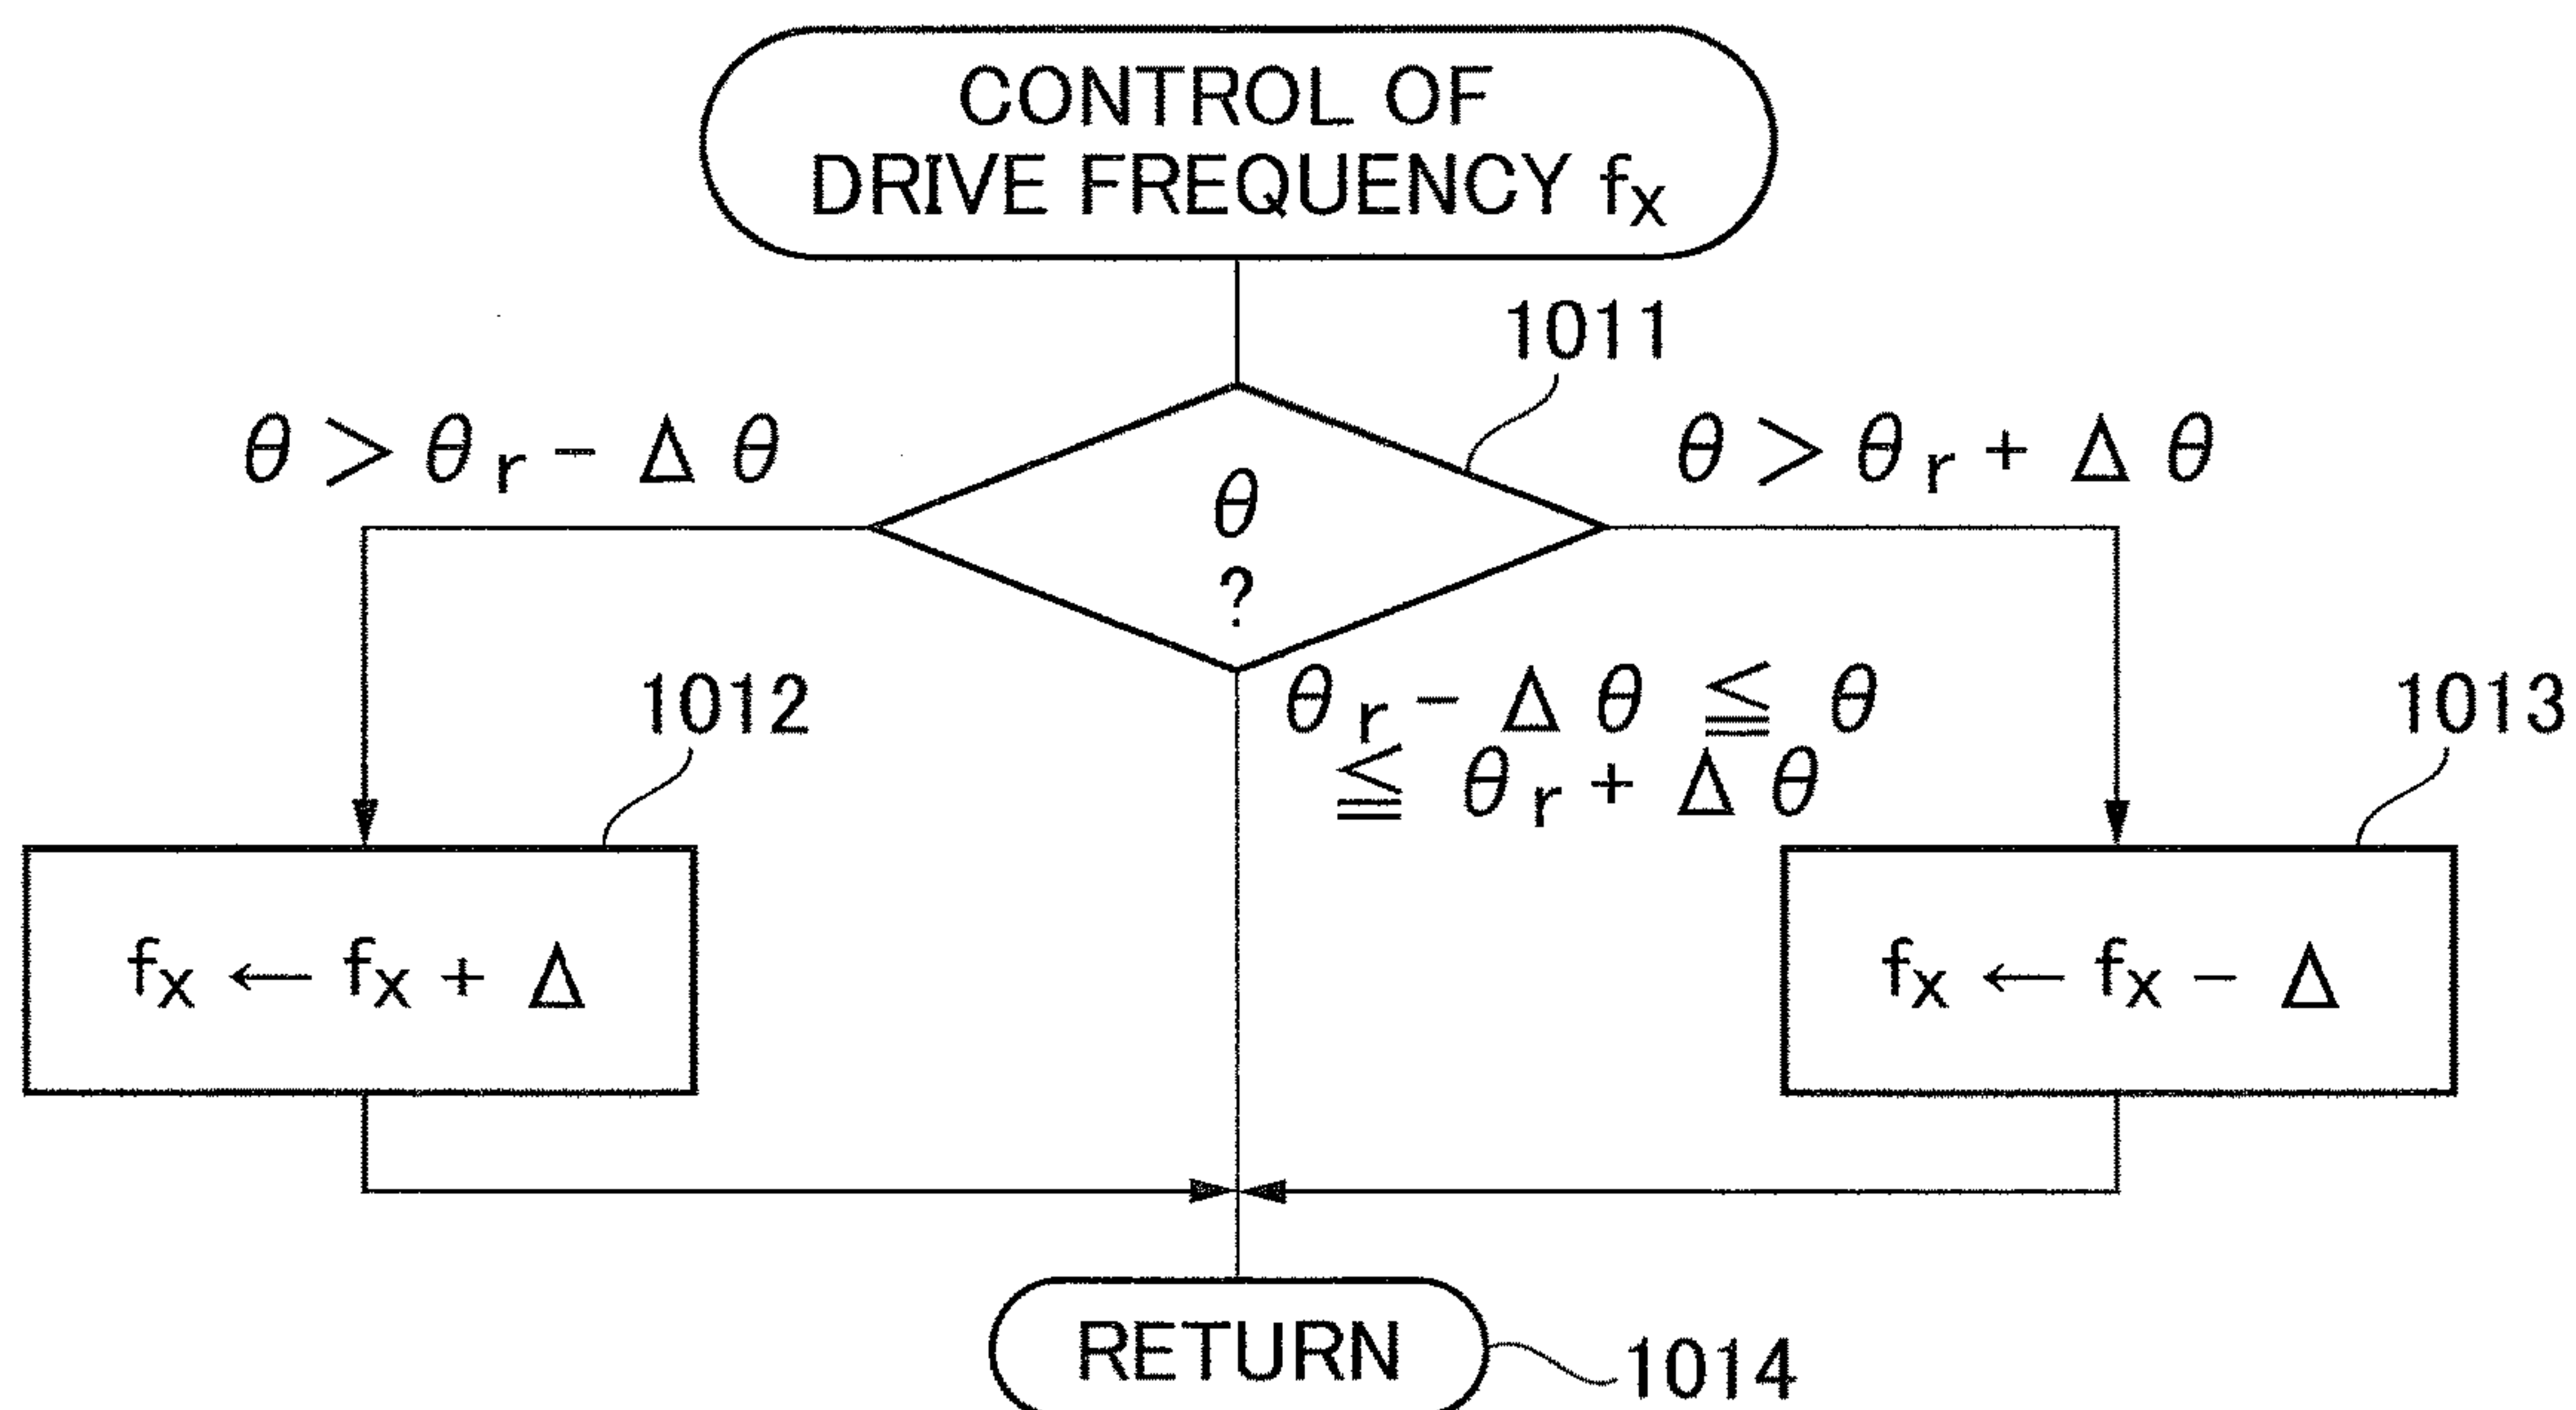 CONTROL OF
DRIVE FREQUENCY fx
1011
θ > θr - Δθ
θ > θr + Δθ
θ
?
θr - Δθ ≦ θ
≦ θr + Δθ
1012
1013
fx ← fx + Δ
fx ← fx - Δ
RETURN
1014